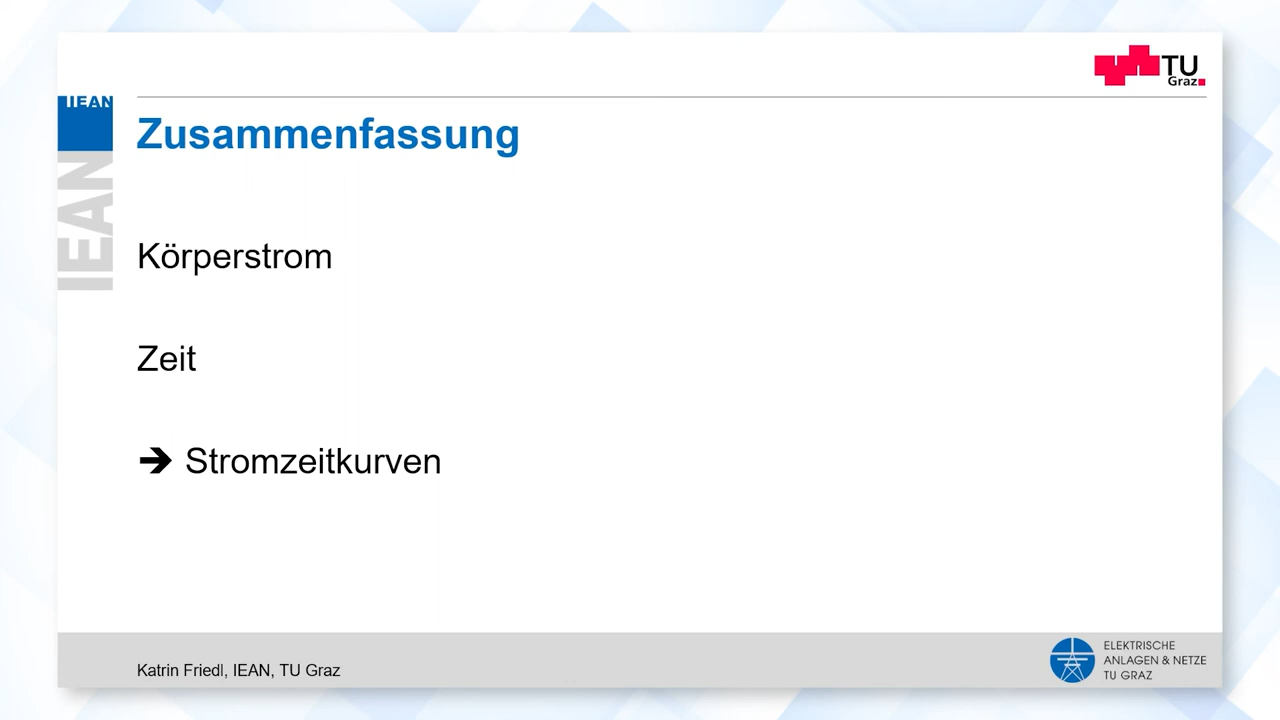 TU
Graz
IEAN
Zusammenfassung
IEAN
Körperstrom
Zeit
➔ Stromzeitkurven
Katrin Friedl, IEAN, TU Graz
ELEKTRISCHE
ANLAGEN & NETZE
TU GRAZ